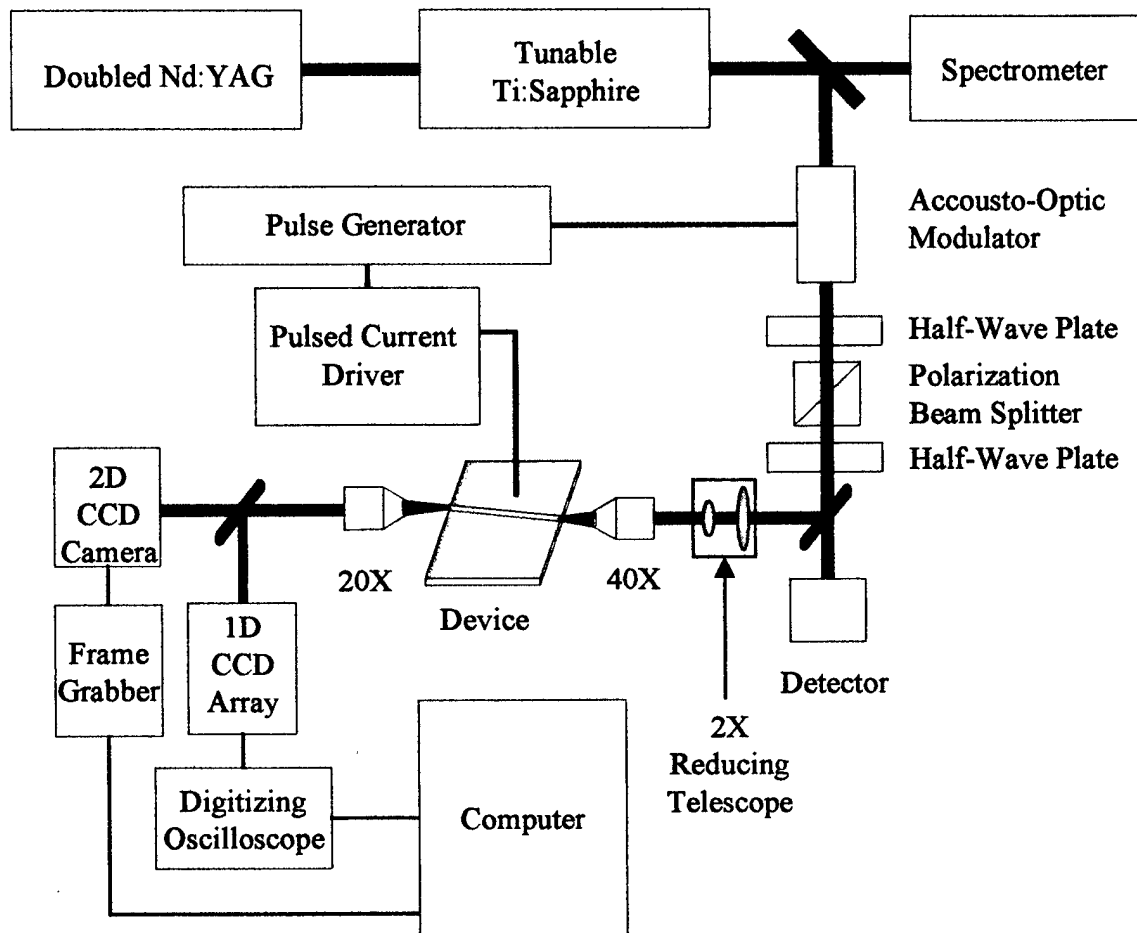 Doubled Nd:YAG
Tunable
Ti:Sapphire
Spectrometer
Pulse Generator
Accousto-Optic
Modulator
Pulsed Current
Driver
Half-Wave Plate
Polarization
Beam Splitter
Half-Wave Plate
2D
CCD
Camera
20X
40X
Device
Frame
Grabber
1D
CCD
Array
Detector
2X
Reducing
Telescope
Digitizing
Oscilloscope
Computer